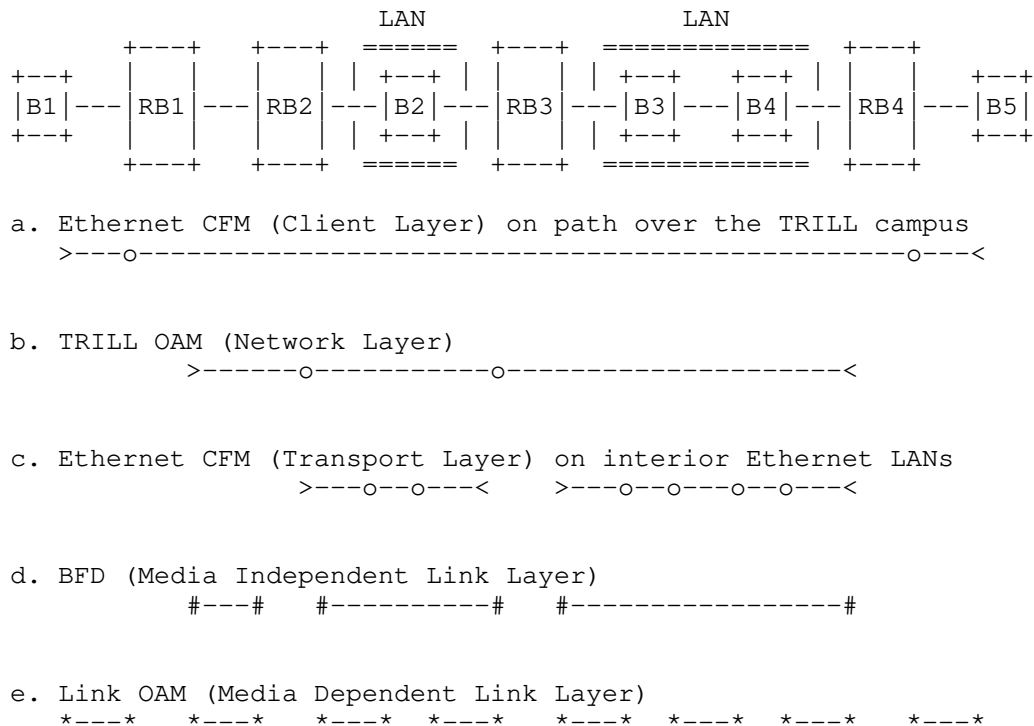 LAN                       LAN
         +---+    +---+  ======  +---+  =============  +---+
+--+     |   |    |   | | +--+ | |   | | +--+   +--+ | |   |    +--+
|B1|---|RB1|---|RB2|---|B2|---|RB3|---|B3|---|B4|---|RB4|---|B5|
+--+     |   |    |   | | +--+ | |   | | +--+   +--+ | |   |    +--+
         +---+    +---+  ======  +---+  =============  +---+
a. Ethernet CFM (Client Layer) on path over the TRILL campus
   >---o------------------------------------------------o---<
b. TRILL OAM (Network Layer)
           >------o-----------o---------------------<
c. Ethernet CFM (Transport Layer) on interior Ethernet LANs
                  >---o--o---<    >---o--o---o--o---<
d. BFD (Media Independent Link Layer)
           #---#   #----------#   #-----------------#
e. Link OAM (Media Dependent Link Layer)
   *---*   *---*   *---*  *---*   *---*  *---*  *---*   *---*